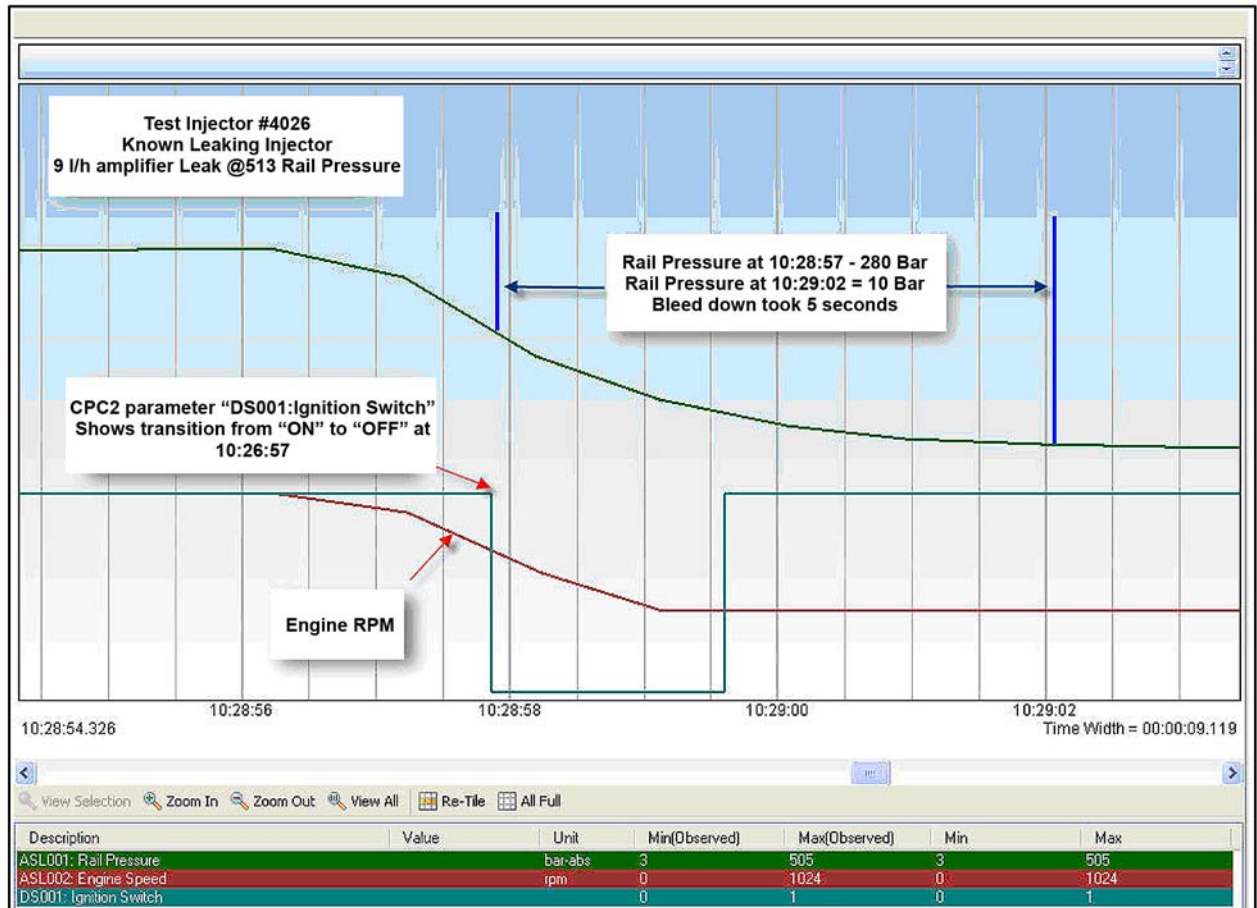 Test Injector #4026
Known Leaking Injector
9 l/h amplifier Leak @513 Rail Pressure
Rail Pressure at 10:28:57 - 280 Bar
Rail Pressure at 10:29:02 = 10 Bar
Bleed down took 5 seconds
CPC2 parameter “DS001:Ignition Switch”
Shows transition from “ON” to “OFF” at
10:26:57
Engine RPM
10:28:56 10:28:58 10:29:00 10:29:02
10:28:54.326 Time Width = 00:00:09.119
View Selection Zoom In Zoom Out View All Re-Tile All Full
Description Value Unit Min(Observed) Max(Observed) Min Max
ASL001: Rail Pressure bar-abs 3 505 3 505
ASL002: Engine Speed rpm 0 1024 0 1024
DS001: Ignition Switch 0 1 0 1